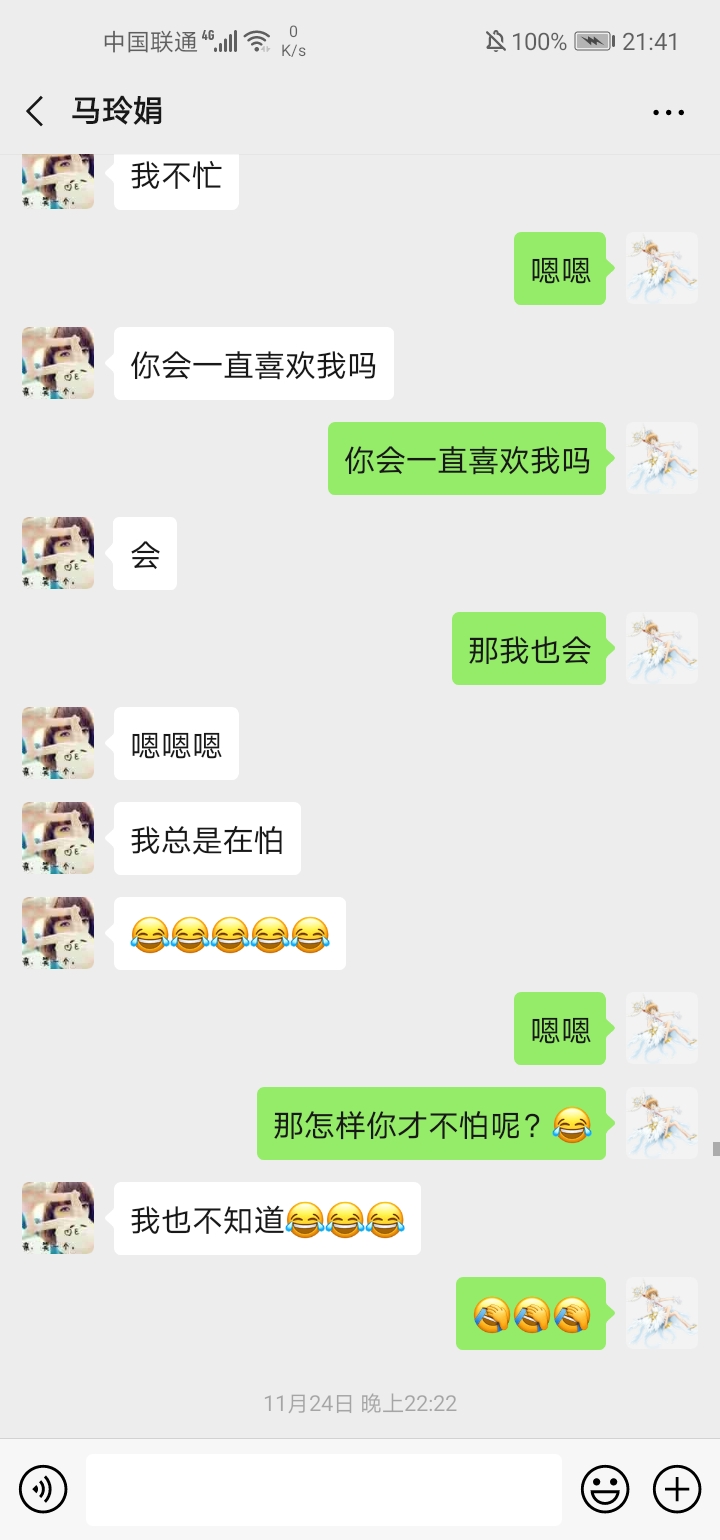 中国联通 4G 0 K/s 100% 21:41
马玲娟
我不忙
嗯嗯
你会一直喜欢我吗
你会一直喜欢我吗
会
那我也会
嗯嗯嗯
我总是在怕
😂😂😂😂😂
嗯嗯
那怎样你才不怕呢？😂
我也不知道😂😂😂
🤦🤦🤦
11月24日 晚上22:22